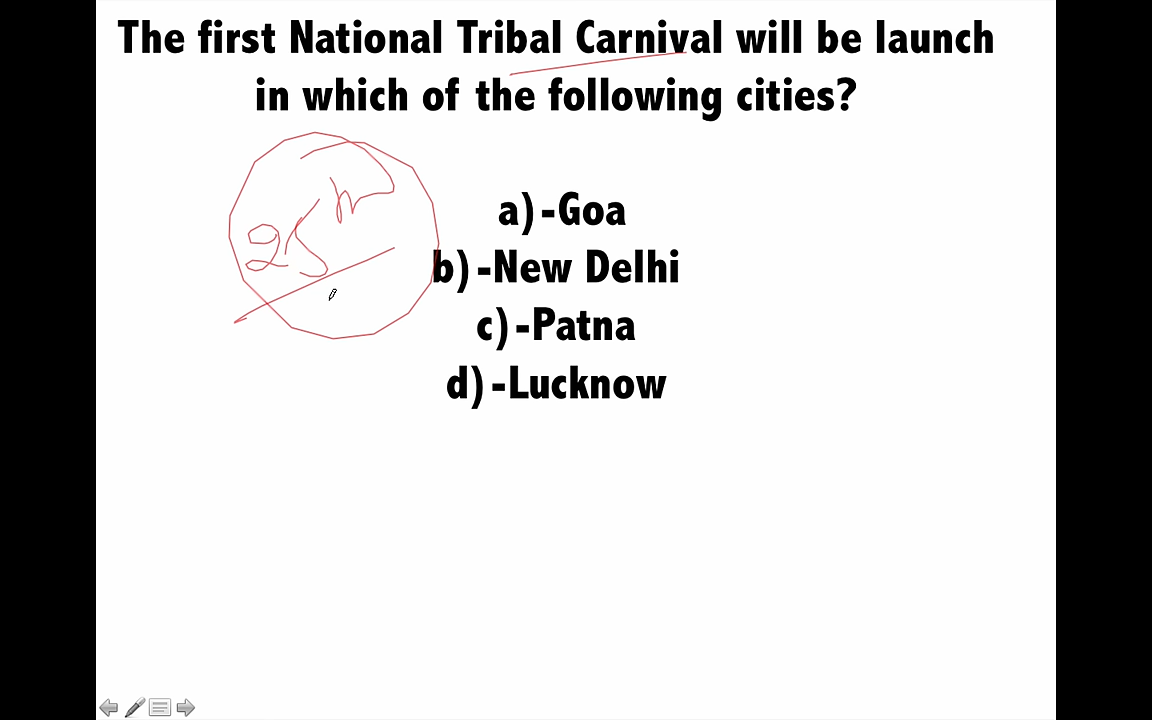 The first National Tribal Carnival will be launch
in which of the following cities?
25
a)-Goa
b)-New Delhi
c)-Patna
d)-Lucknow